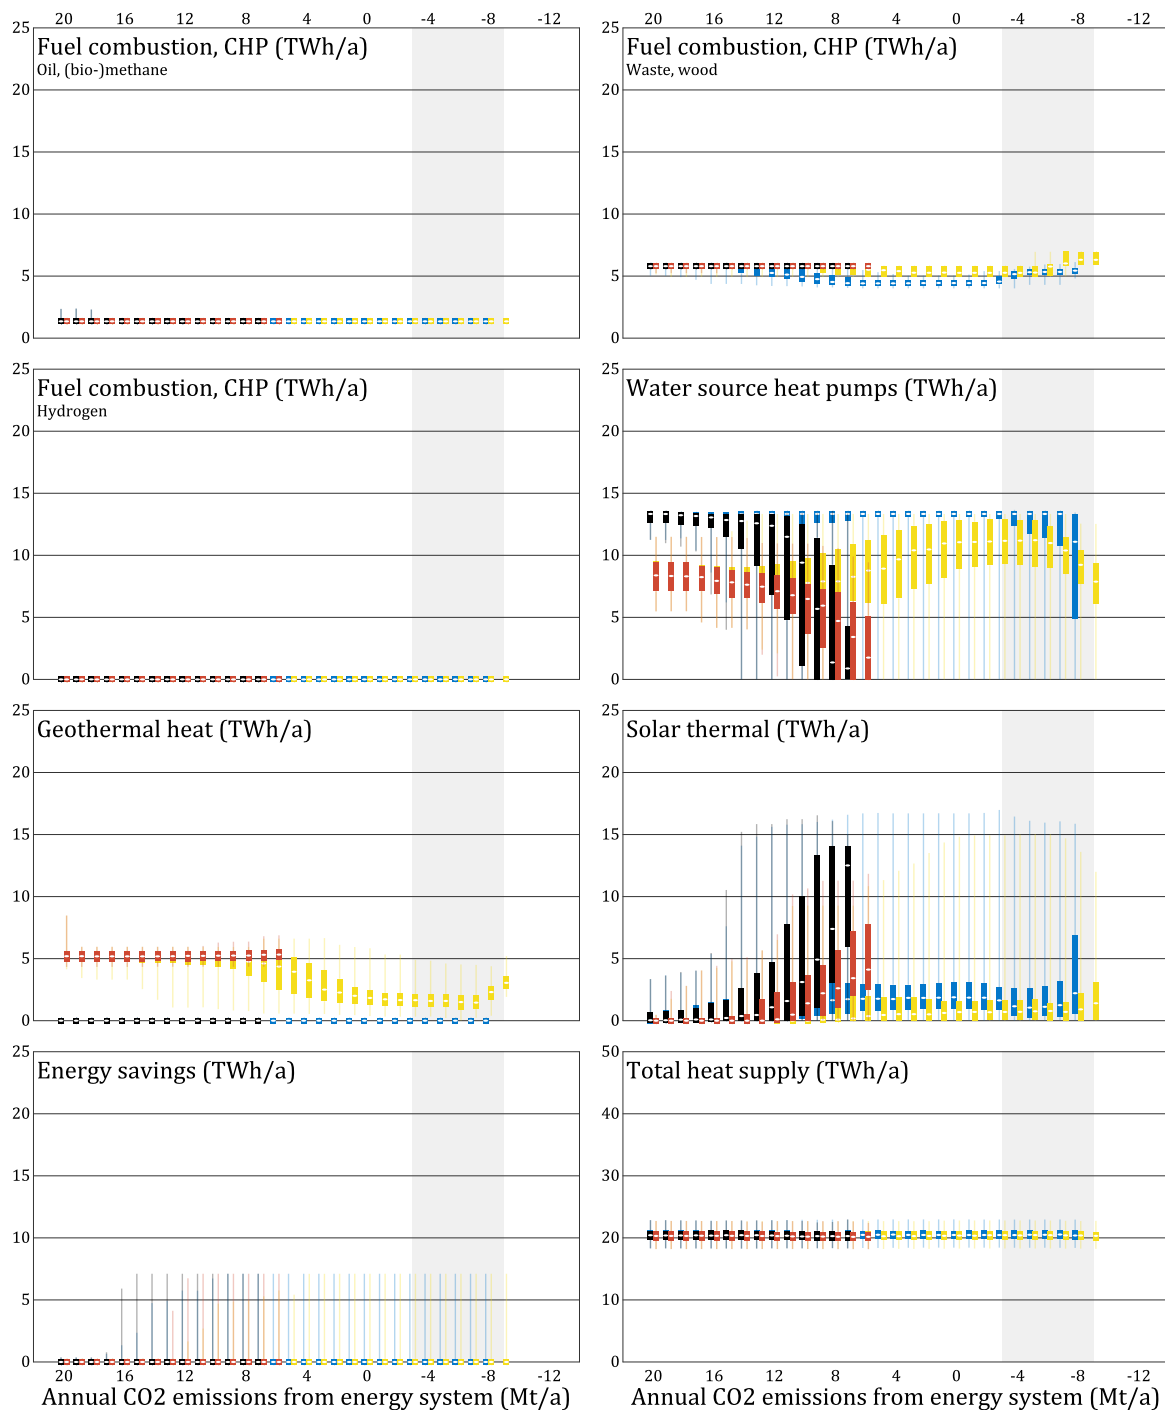 20 16 12 8 4 0 -4 -8 -12
20 16 12 8 4 0 -4 -8 -12
25
Fuel combustion, CHP (TWh/a)
Oil, (bio-)methane
20
15
10
5
0
25
Fuel combustion, CHP (TWh/a)
Waste, wood
20
15
10
5
0
25
Fuel combustion, CHP (TWh/a)
Hydrogen
20
15
10
5
0
25
Water source heat pumps (TWh/a)
20
15
10
5
0
25
Geothermal heat (TWh/a)
20
15
10
5
0
25
Solar thermal (TWh/a)
20
15
10
5
0
25
Energy savings (TWh/a)
20
15
10
5
0
50
Total heat supply (TWh/a)
40
30
20
10
0
20 16 12 8 4 0 -4 -8 -12
Annual CO2 emissions from energy system (Mt/a)
20 16 12 8 4 0 -4 -8 -12
Annual CO2 emissions from energy system (Mt/a)